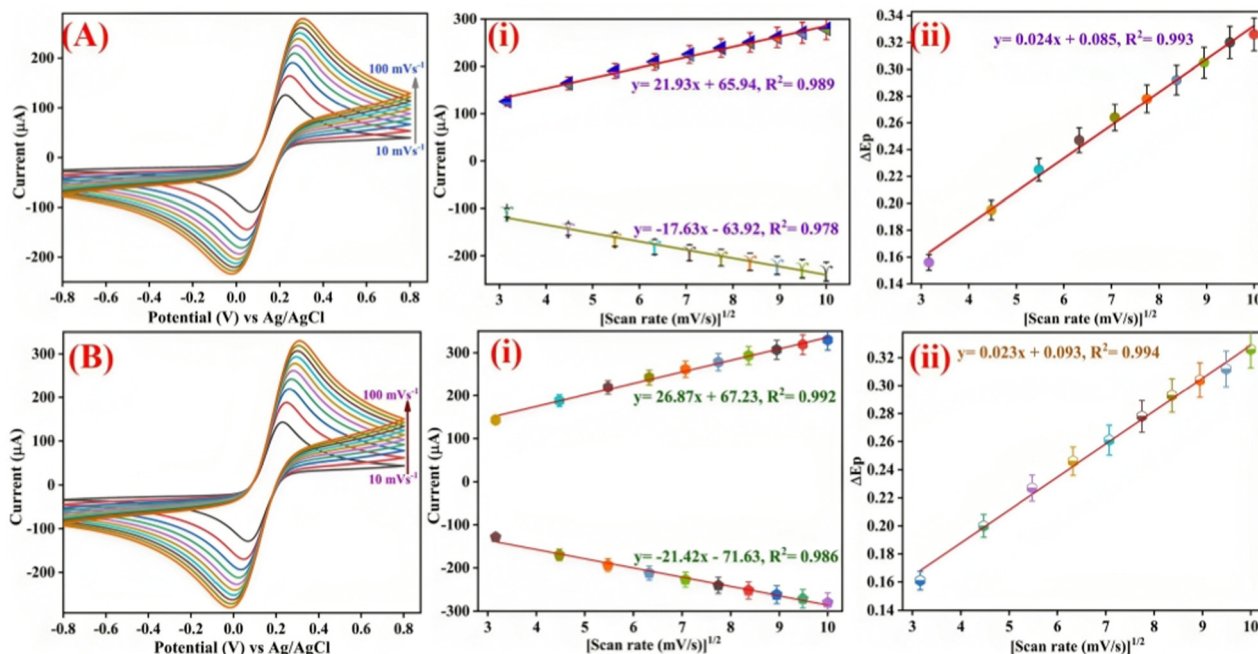 (A)
200
100
0
-100
-200
Current (µA)
100 mVs⁻¹
10 mVs⁻¹
-0.8 -0.6 -0.4 -0.2 0.0 0.2 0.4 0.6 0.8
Potential (V) vs Ag/AgCl
(i)
300
200
100
0
-100
-200
Current (µA)
y= 21.93x + 65.94, R²= 0.989
y= -17.63x - 63.92, R²= 0.978
3 4 5 6 7 8 9 10
[Scan rate (mV/s)]^1/2
(ii)
0.34
0.32
0.30
0.28
0.26
0.24
0.22
0.20
0.18
0.16
0.14
ΔEp
y= 0.024x + 0.085, R²= 0.993
3 4 5 6 7 8 9 10
[Scan rate (mV/s)]^1/2
(B)
300
200
100
0
-100
-200
Current (µA)
100 mVs⁻¹
10 mVs⁻¹
-0.8 -0.6 -0.4 -0.2 0.0 0.2 0.4 0.6 0.8
Potential (V) vs Ag/AgCl
(i)
300
200
100
0
-100
-200
-300
Current (µA)
y= 26.87x + 67.23, R²= 0.992
y= -21.42x - 71.63, R²= 0.986
3 4 5 6 7 8 9 10
[Scan rate (mV/s)]^1/2
(ii)
0.32
0.28
0.26
0.24
0.22
0.20
0.18
0.16
0.14
ΔEp
y= 0.023x + 0.093, R²= 0.994
3 4 5 6 7 8 9 10
[Scan rate (mV/s)]^1/2